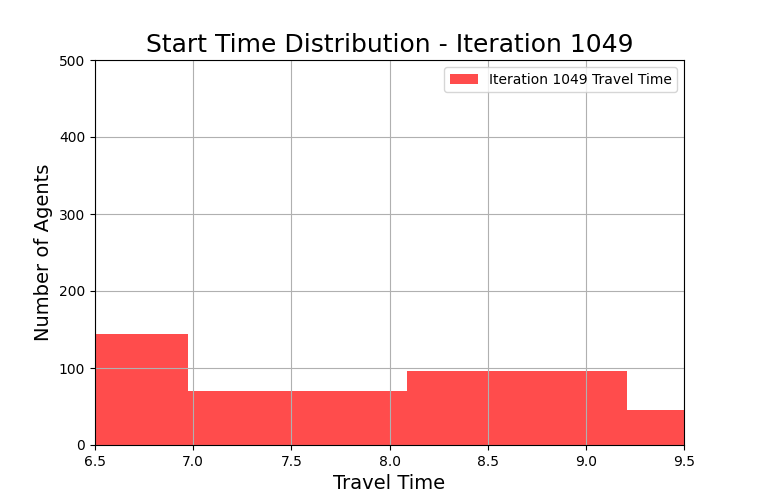 Start Time Distribution - Iteration 1049
500
Iteration 1049 Travel Time
400
300
200
100
0
Number of Agents
6.5 7.0 7.5 8.0 8.5 9.0 9.5
Travel Time